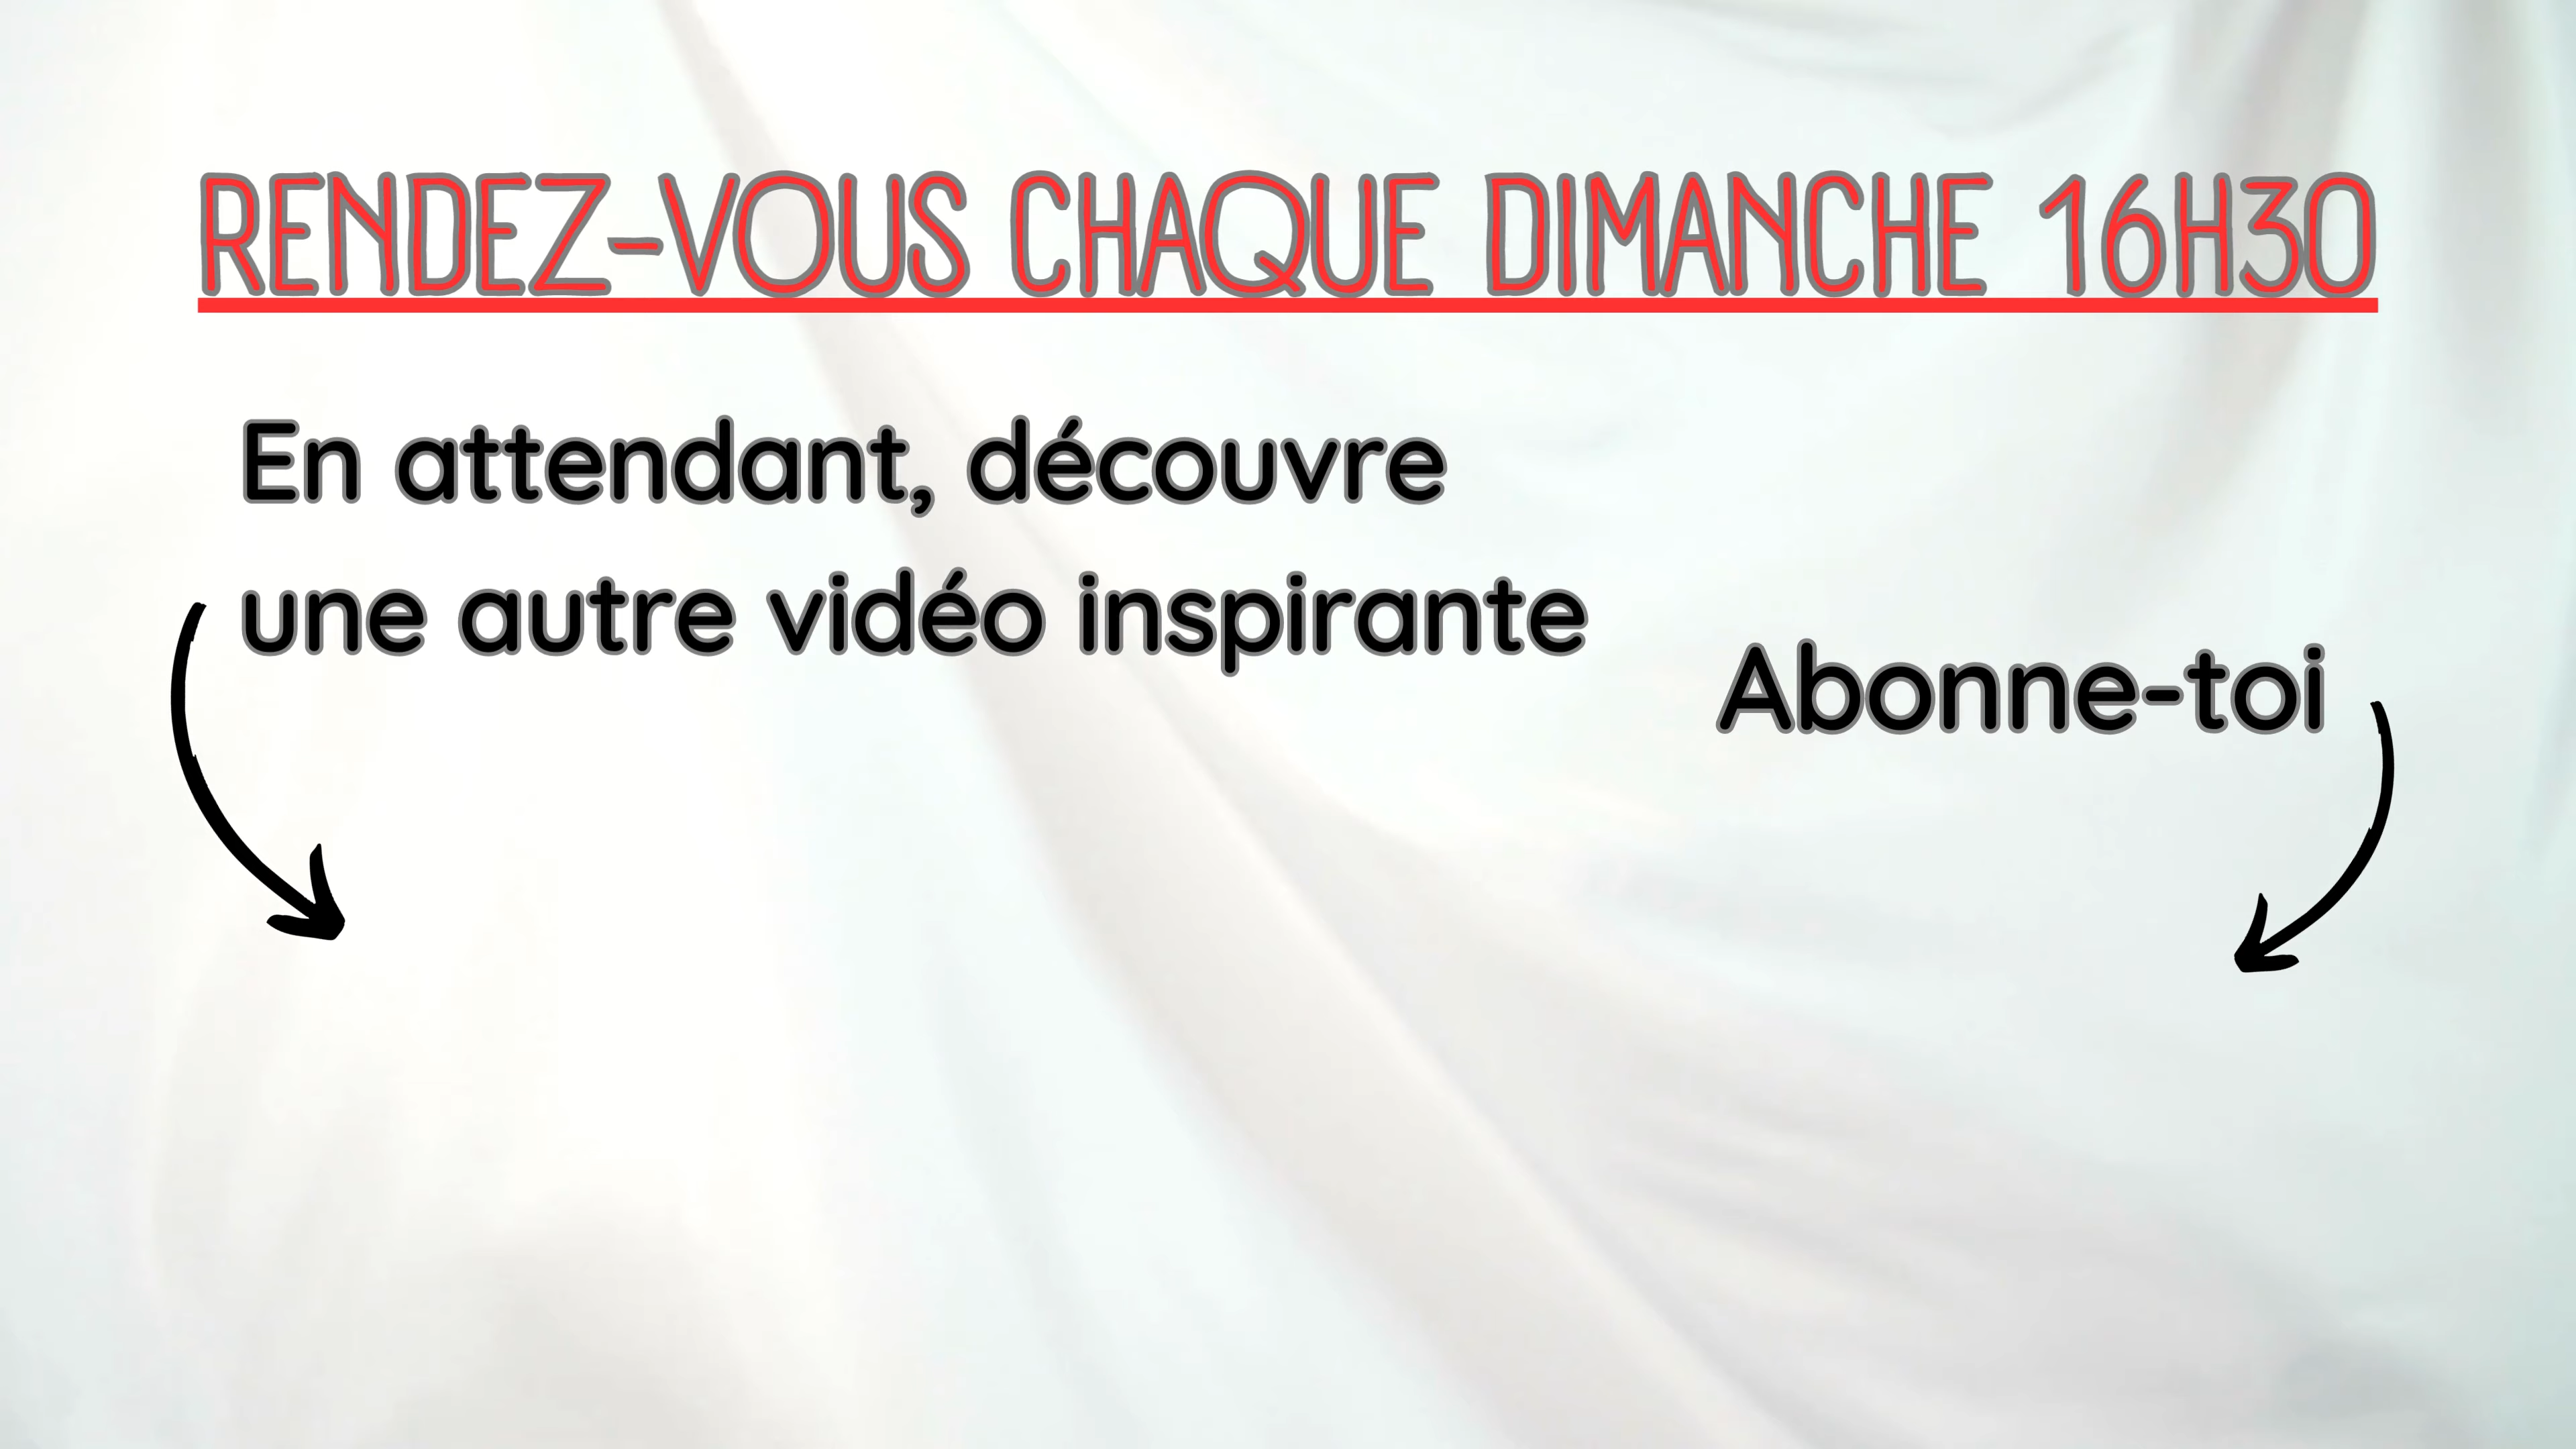 RENDEZ-VOUS CHAQUE DIMANCHE 16H30
En attendant, découvre
une autre vidéo inspirante
Abonne-toi